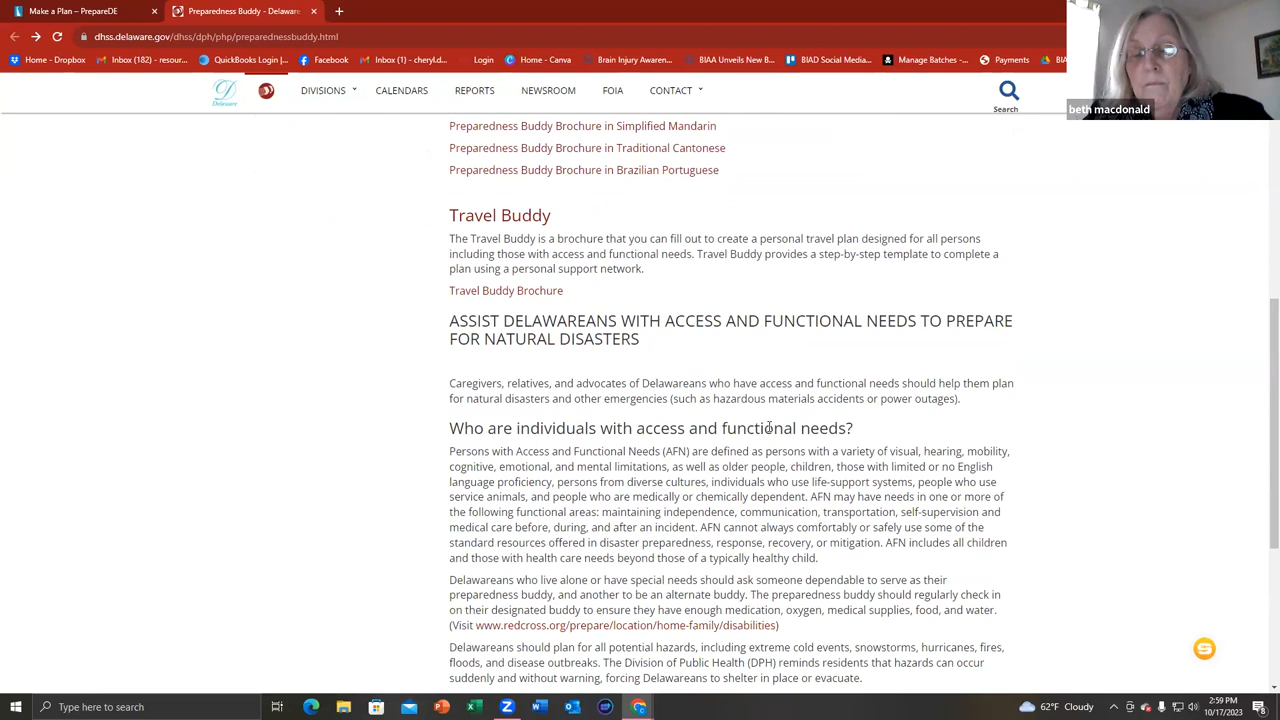 Make a Plan – PrepareDE
Preparedness Buddy - Delaware
dhss.delaware.gov/dhss/dph/php/preparednessbuddy.html
Home - Dropbox
Inbox (182) - resour...
QuickBooks Login |...
Facebook
Inbox (1) - cheryl.d...
Login
Home - Canva
Brain Injury Awaren...
BIAA Unveils New B...
BIAD Social Media...
Manage Batches -...
Payments
beth macdonald
Delaware
DIVISIONS
CALENDARS
REPORTS
NEWSROOM
FOIA
CONTACT
Search
Preparedness Buddy Brochure in Simplified Mandarin
Preparedness Buddy Brochure in Traditional Cantonese
Preparedness Buddy Brochure in Brazilian Portuguese
Travel Buddy
The Travel Buddy is a brochure that you can fill out to create a personal travel plan designed for all persons
including those with access and functional needs. Travel Buddy provides a step-by-step template to complete a
plan using a personal support network.
Travel Buddy Brochure
ASSIST DELAWAREANS WITH ACCESS AND FUNCTIONAL NEEDS TO PREPARE
FOR NATURAL DISASTERS
Caregivers, relatives, and advocates of Delawareans who have access and functional needs should help them plan
for natural disasters and other emergencies (such as hazardous materials accidents or power outages).
Who are individuals with access and functional needs?
Persons with Access and Functional Needs (AFN) are defined as persons with a variety of visual, hearing, mobility,
cognitive, emotional, and mental limitations, as well as older people, children, those with limited or no English
language proficiency, persons from diverse cultures, individuals who use life-support systems, people who use
service animals, and people who are medically or chemically dependent. AFN may have needs in one or more of
the following functional areas: maintaining independence, communication, transportation, self-supervision and
medical care before, during, and after an incident. AFN cannot always comfortably or safely use some of the
standard resources offered in disaster preparedness, response, recovery, or mitigation. AFN includes all children
and those with health care needs beyond those of a typically healthy child.
Delawareans who live alone or have special needs should ask someone dependable to serve as their
preparedness buddy, and another to be an alternate buddy. The preparedness buddy should regularly check in
on their designated buddy to ensure they have enough medication, oxygen, medical supplies, food, and water.
(Visit www.redcross.org/prepare/location/home-family/disabilities)
Delawareans should plan for all potential hazards, including extreme cold events, snowstorms, hurricanes, fires,
floods, and disease outbreaks. The Division of Public Health (DPH) reminds residents that hazards can occur
suddenly and without warning, forcing Delawareans to shelter in place or evacuate.
Type here to search
62°F Cloudy
2:59 PM
10/17/2023